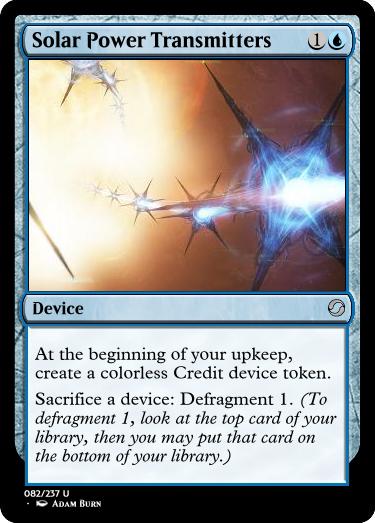 Solar Power Transmitters 1
Device
At the beginning of your upkeep,
create a colorless Credit device token.
Sacrifice a device: Defragment 1. (To
defragment 1, look at the top card of your
library, then you may put that card on
the bottom of your library.)
082/237 U
· Adam Burn